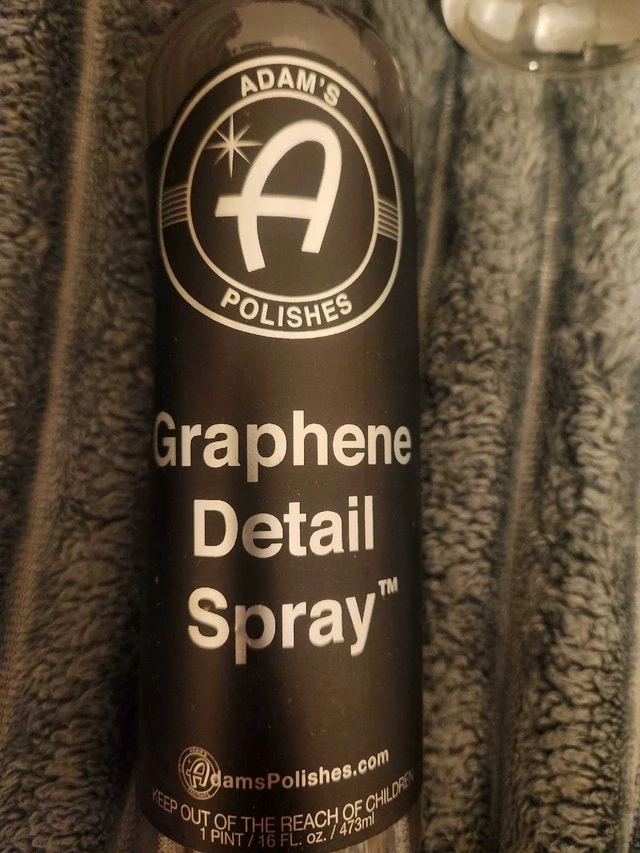 ADAM'S
A
POLISHES
Graphene
Detail
Spray™
AdamsPolishes.com
KEEP OUT OF THE REACH OF CHILDREN
1 PINT / 16 FL. oz. / 473ml